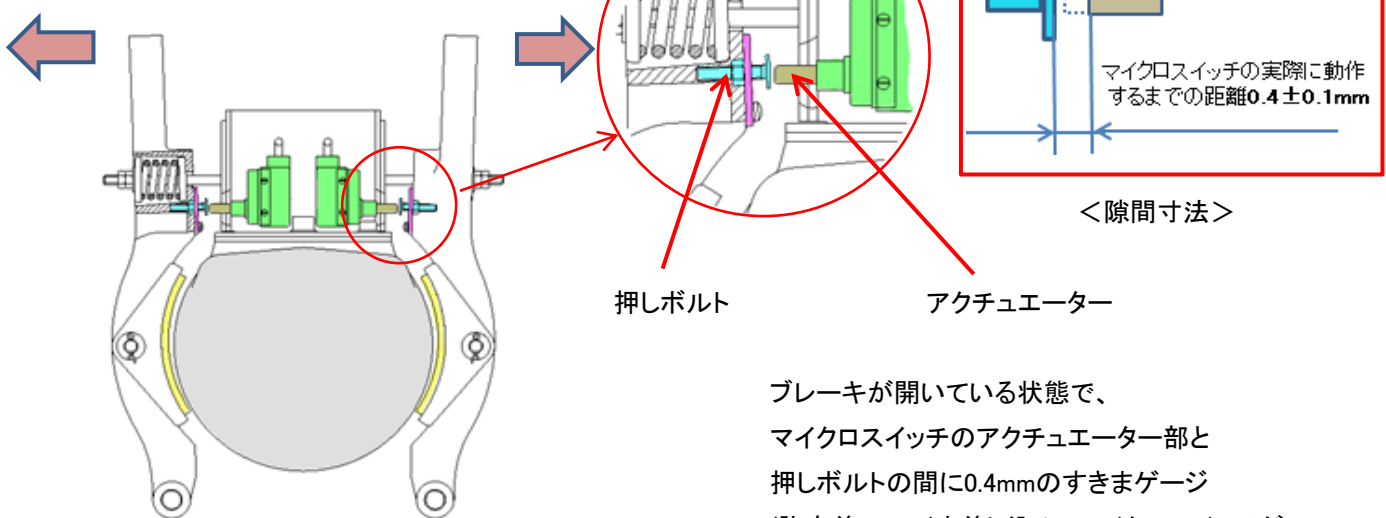 マイクロスイッチの実際に動作
するまでの距離0.4±0.1mm
＜隙間寸法＞
押しボルト
アクチュエーター
ブレーキが開いている状態で、
マイクロスイッチのアクチュエーター部と
押しボルトの間に0.4mmのすきまゲージ